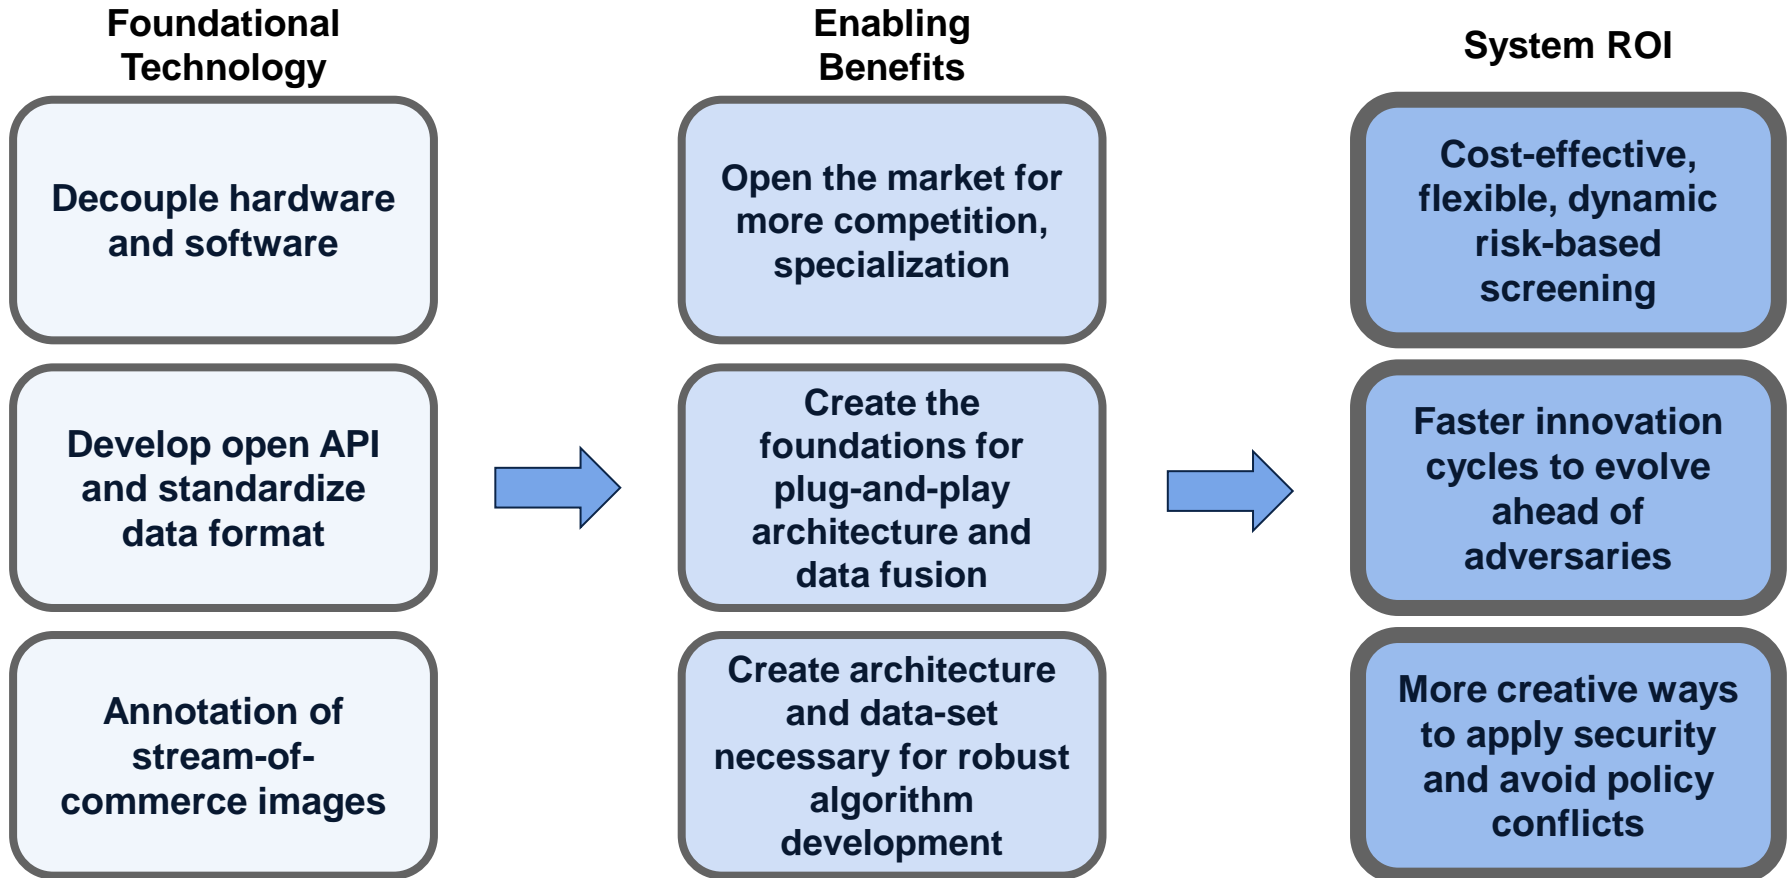 Foundational
Technology
Decouple hardware
and software
Develop open API
and standardize
data format
Annotation of
stream-of-
commerce images
Enabling
Benefits
Open the market for
more competition,
specialization
Create the
foundations for
plug-and-play
architecture and
data fusion
Create architecture
and data-set
necessary for robust
algorithm
development
System ROI
Cost-effective,
flexible, dynamic
risk-based
screening
Faster innovation
cycles to evolve
ahead of
adversaries
More creative ways
to apply security
and avoid policy
conflicts